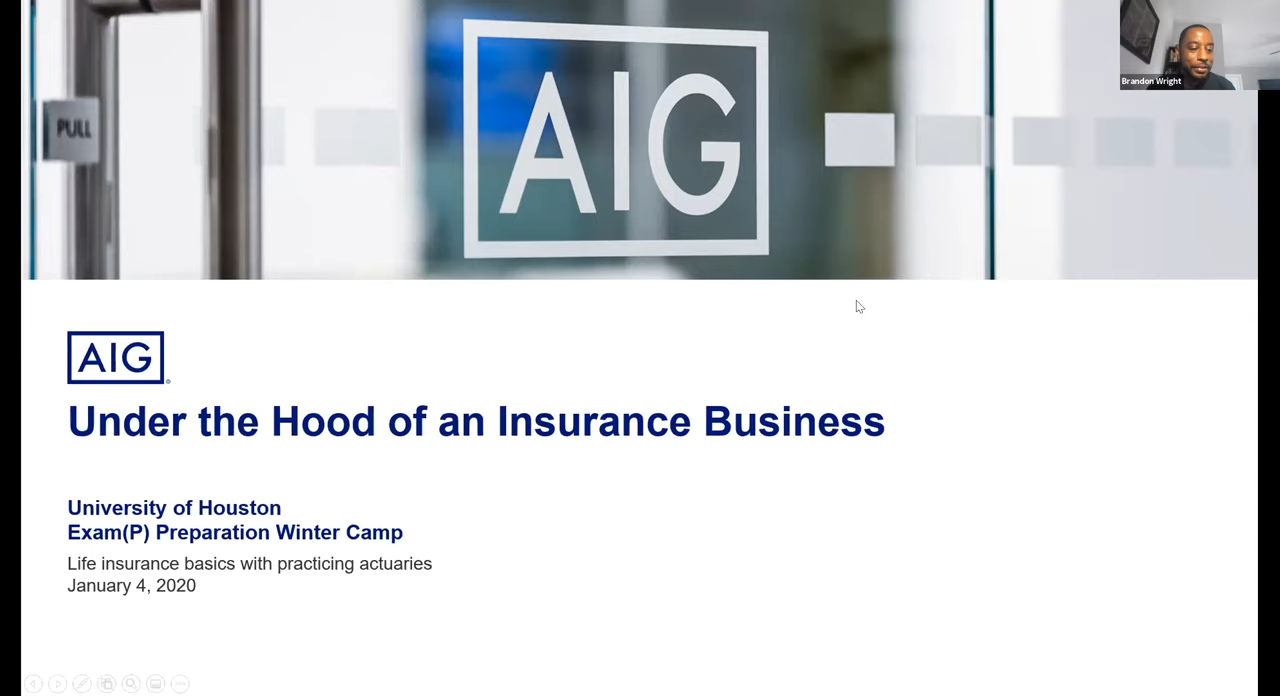 PULL
AIG
Brandon Wright
AIG
Under the Hood of an Insurance Business
University of Houston
Exam(P) Preparation Winter Camp
Life insurance basics with practicing actuaries
January 4, 2020